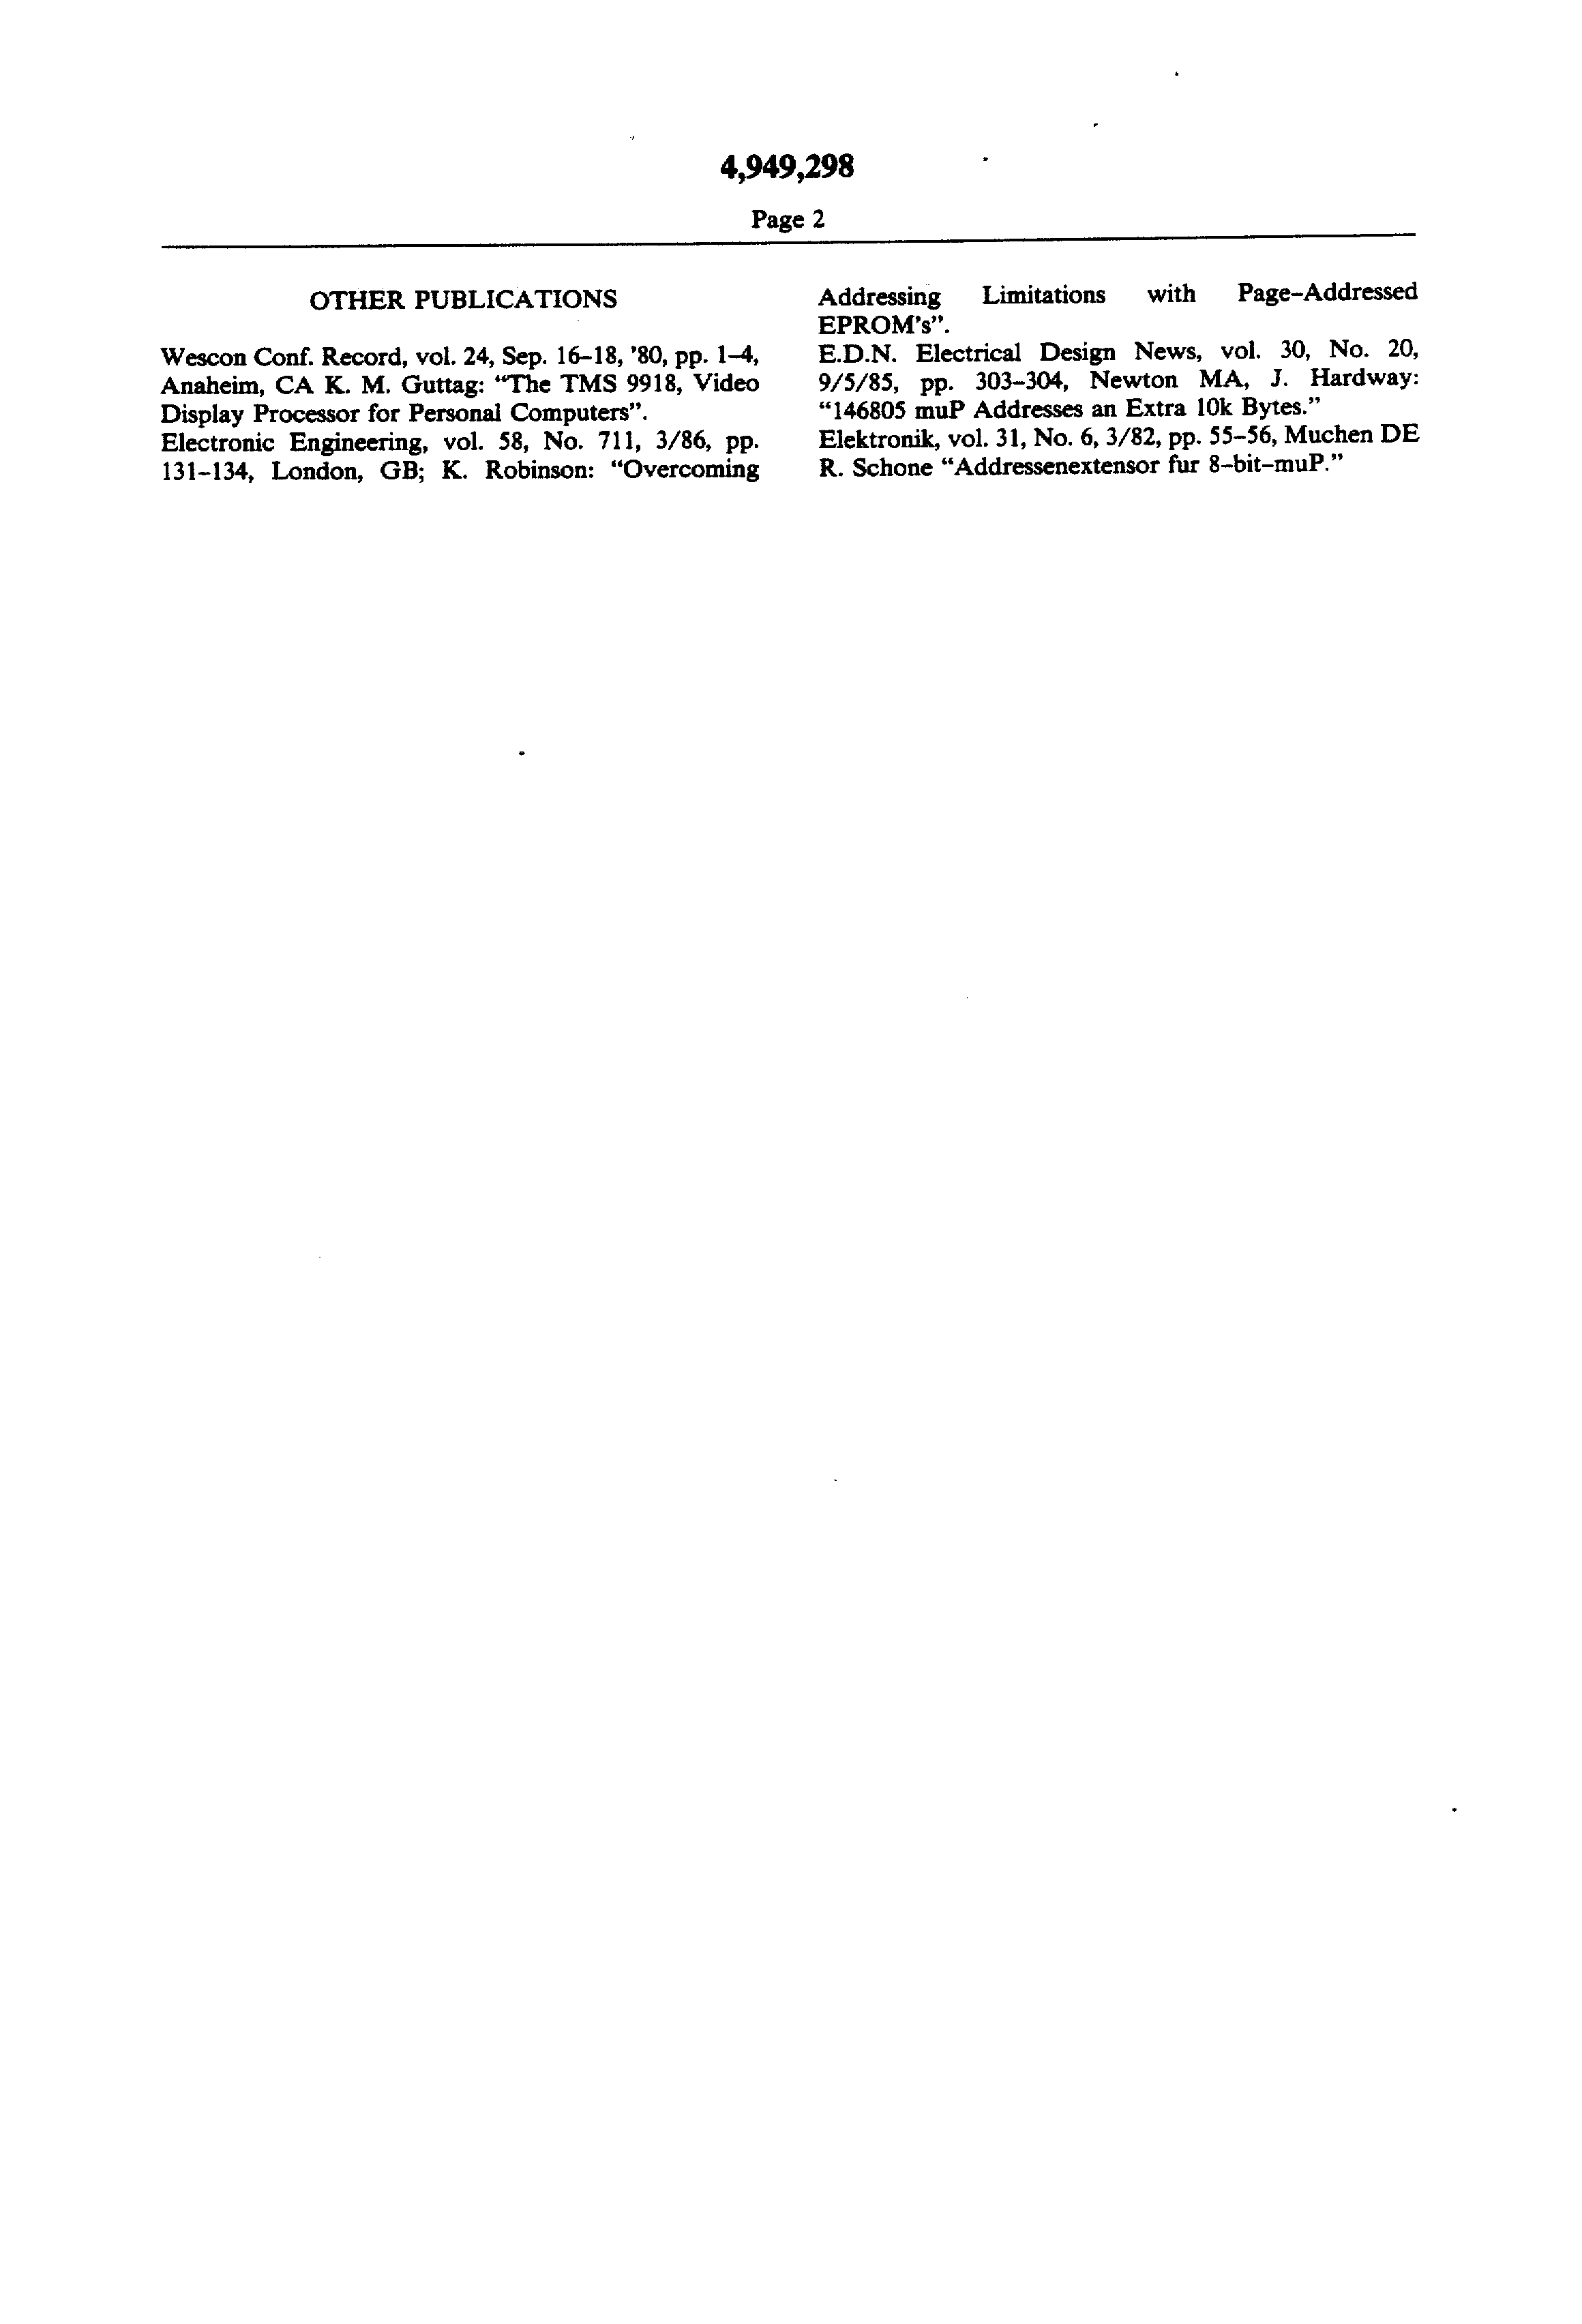 4,949,298
Page 2
OTHER PUBLICATIONS
Wescon Conf. Record, vol. 24, Sep. 16–18, ’80, pp. 1–4,
Anaheim, CA K. M. Guttag: “The TMS 9918, Video
Display Processor for Personal Computers”.
Electronic Engineering, vol. 58, No. 711, 3/86, pp.
131–134, London, GB; K. Robinson: “Overcoming
Addressing Limitations with Page–Addressed
EPROM’s”.
E.D.N. Electrical Design News, vol. 30, No. 20,
9/5/85, pp. 303–304, Newton MA, J. Hardway:
“146805 muP Addresses an Extra 10k Bytes.”
Elektronik, vol. 31, No. 6, 3/82, pp. 55–56, Muchen DE
R. Schone “Addressenextensor fur 8–bit–muP.”